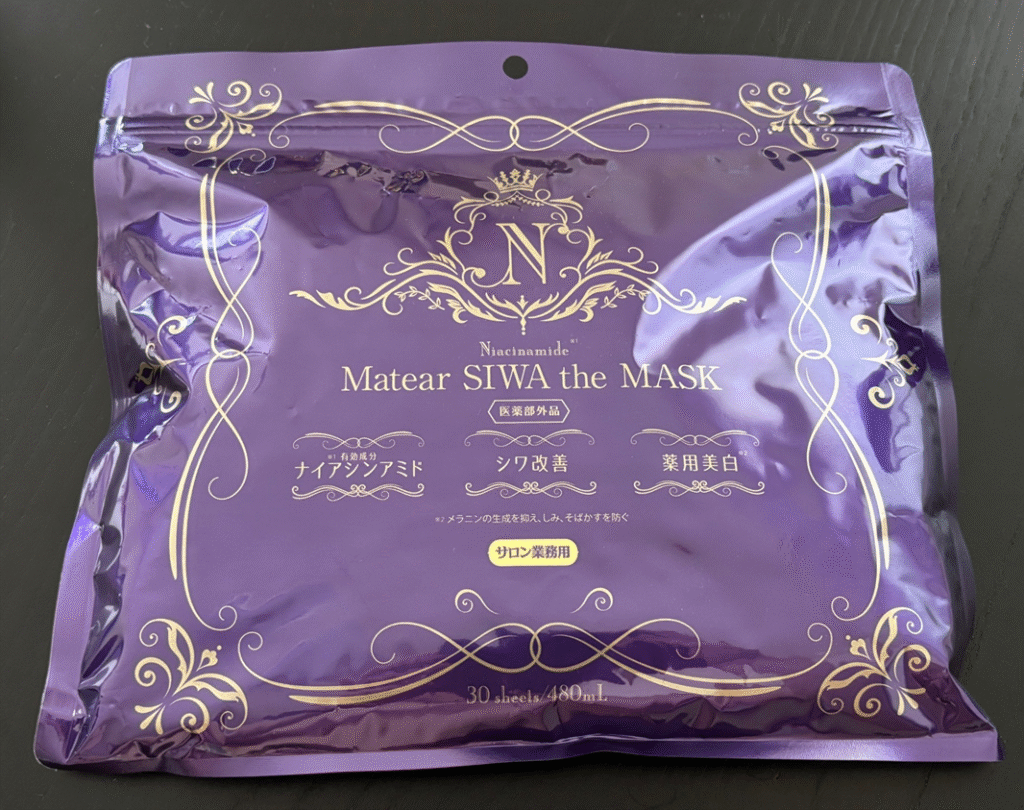 N
Niacinamide※1
Matear SIWA the MASK
医薬部外品
※1 有効成分
ナイアシンアミド
シワ改善
薬用美白※2
※2 メラニンの生成を抑え、しみ、そばかすを防ぐ
サロン業務用
30 sheets/480mL